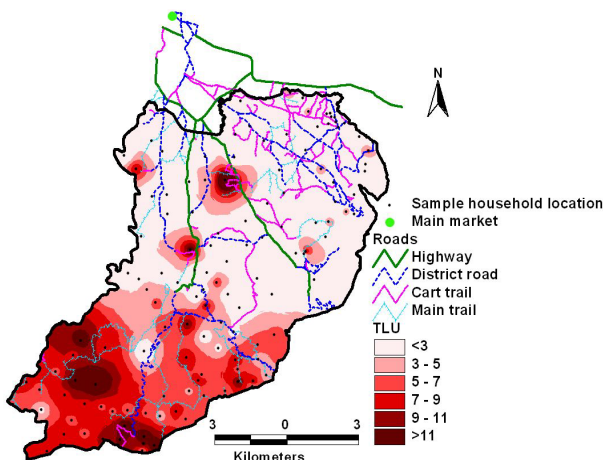 N
Sample household location
Main market
Roads
Highway
District road
Cart trail
Main trail
TLU
<3
3 - 5
5 - 7
7 - 9
9 - 11
>11
3 0 3
Kilometers